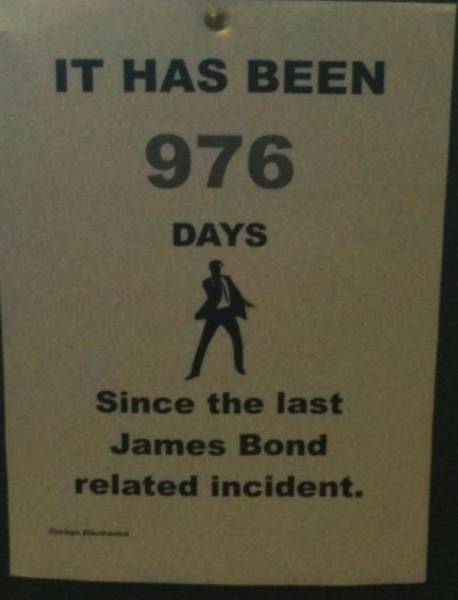 IT HAS BEEN
976
DAYS
Since the last
James Bond
related incident.